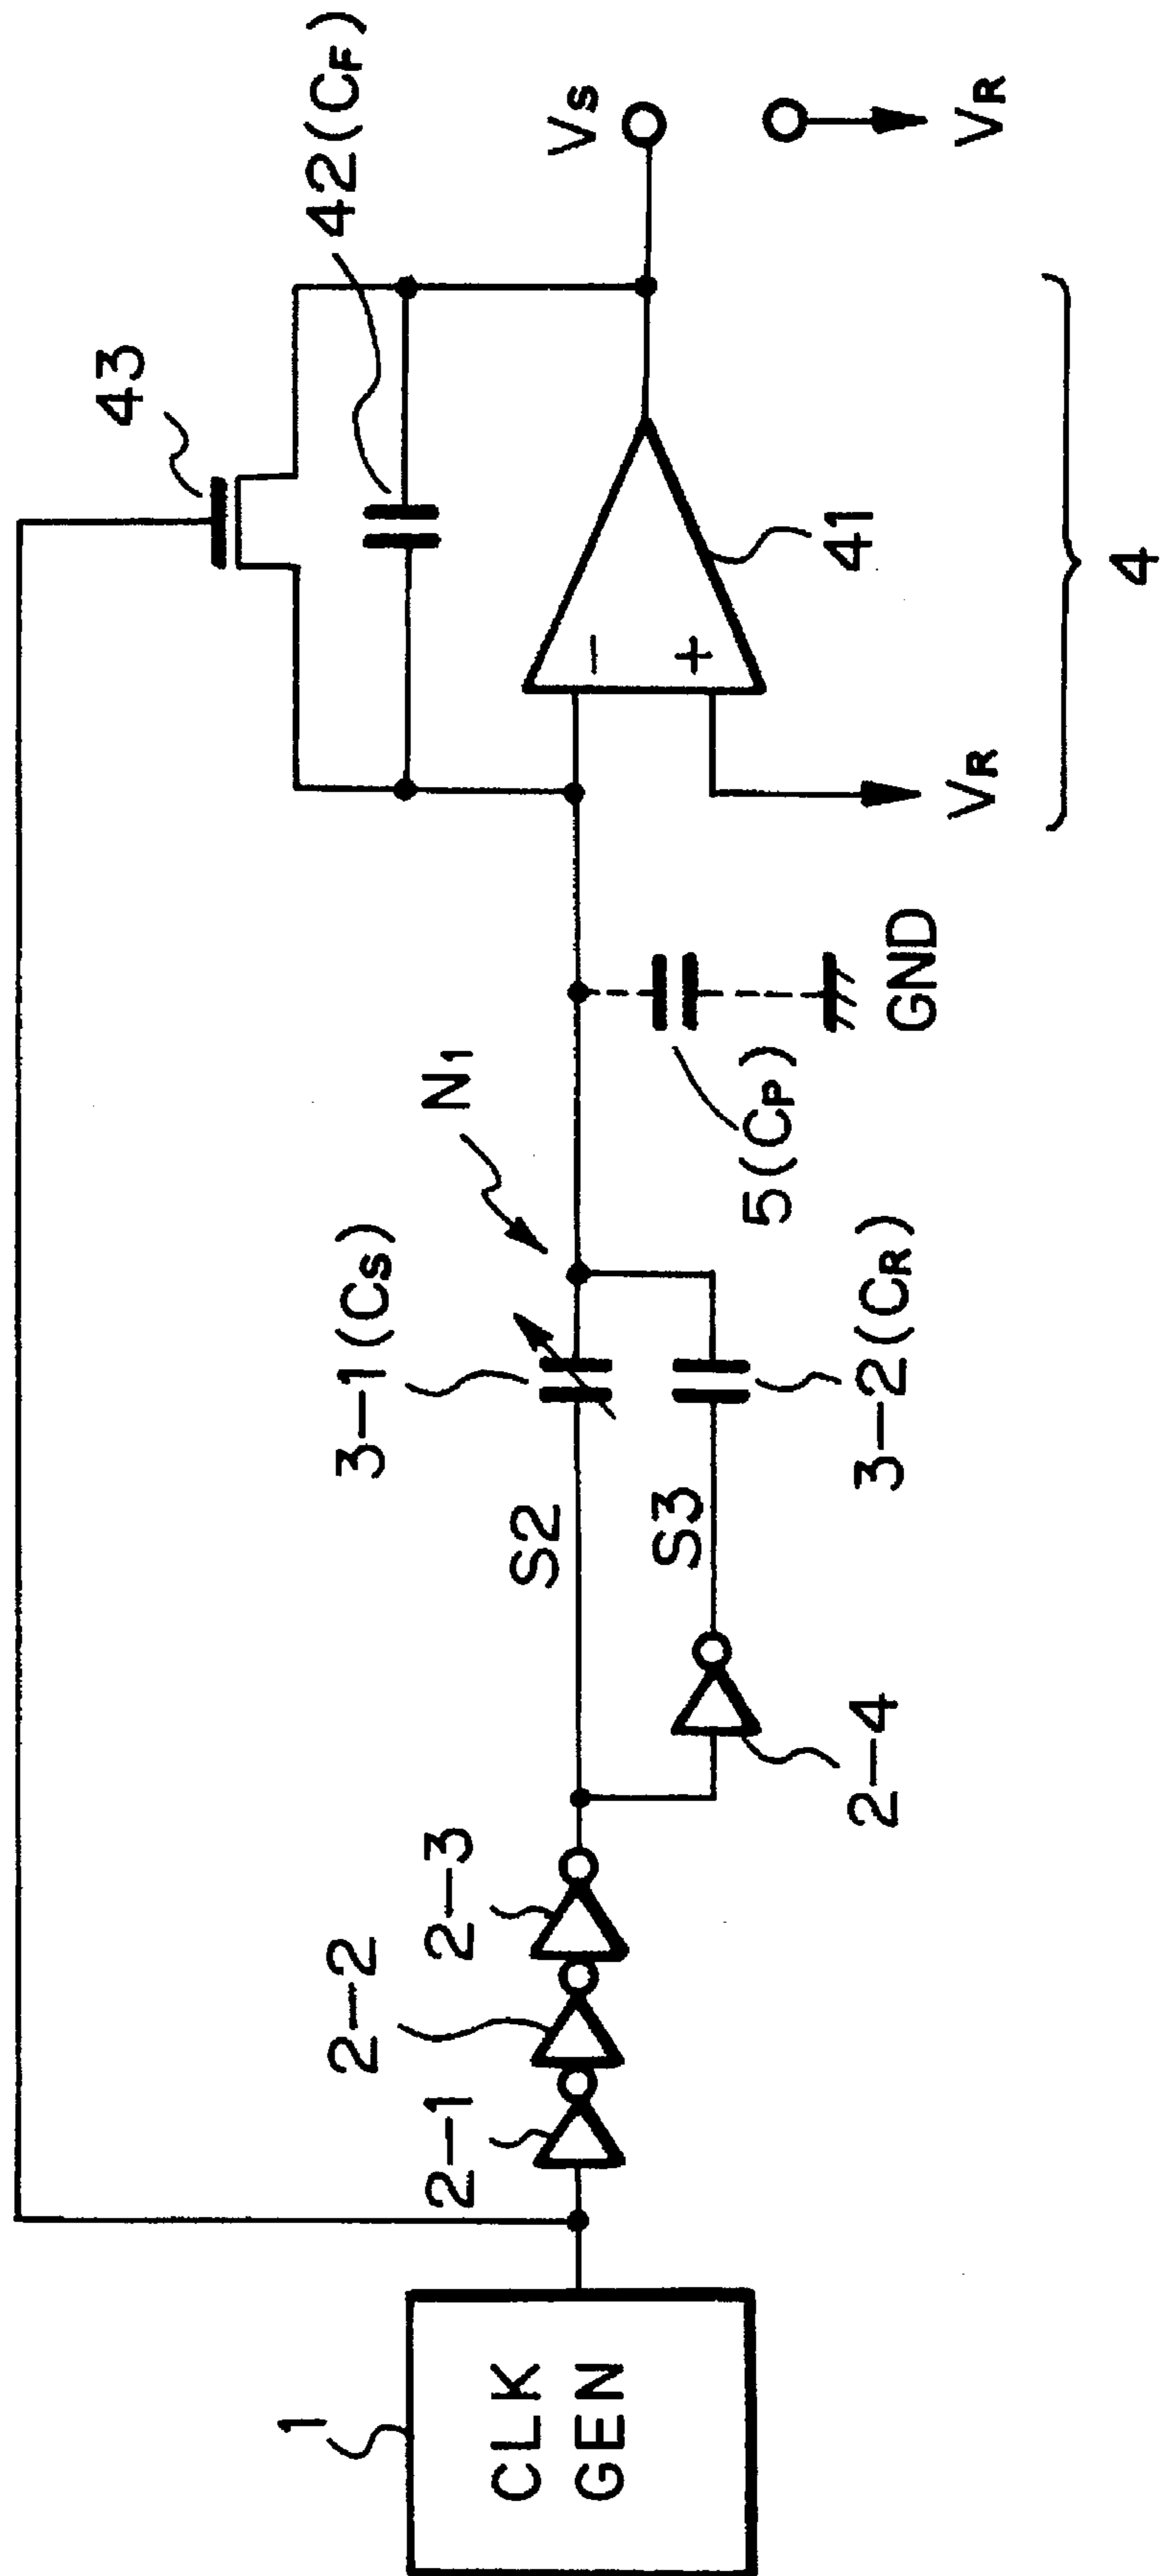 1
CLK
GEN
2–1
2–2
2–3
2–4
S2
S3
3–1(CS)
3–2(CR)
N1
5(CP)
GND
43
42(CF)
41
VR
4
VS
VR